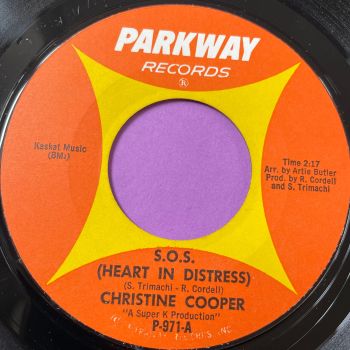 PARKWAY
RECORDS
®
Kaskat Music
(BMI)
Time 2:17
Arr. by Artie Butler
Prod. by R. Cordell
and S. Trimachi
S.O.S.
(HEART IN DISTRESS)
(S. Trimachi - R. Cordell)
CHRISTINE COOPER
"A Super K Production"
P-971-A